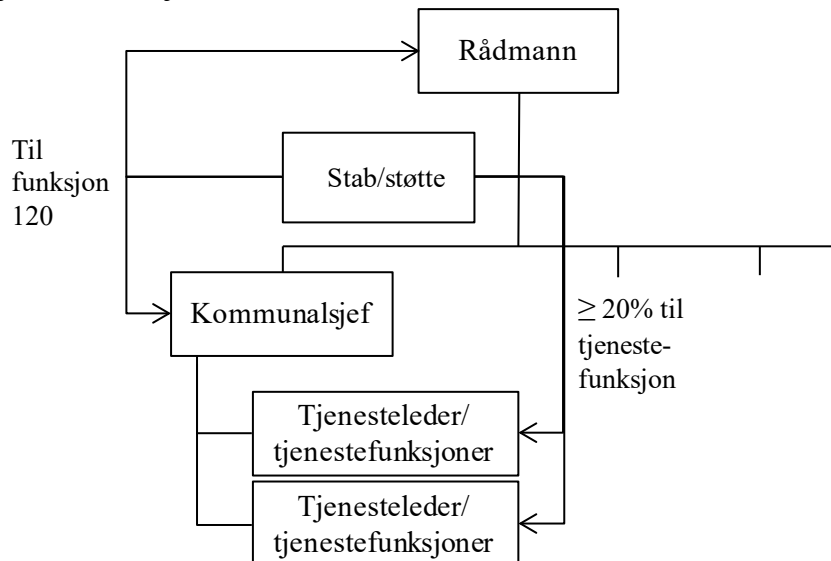 Rådmann
Til
funksjon
120
Stab/støtte
Kommunalsjef
≥ 20% til
tjeneste-
funksjon
Tjenesteleder/
tjenestefunksjoner
Tjenesteleder/
tjenestefunksjoner